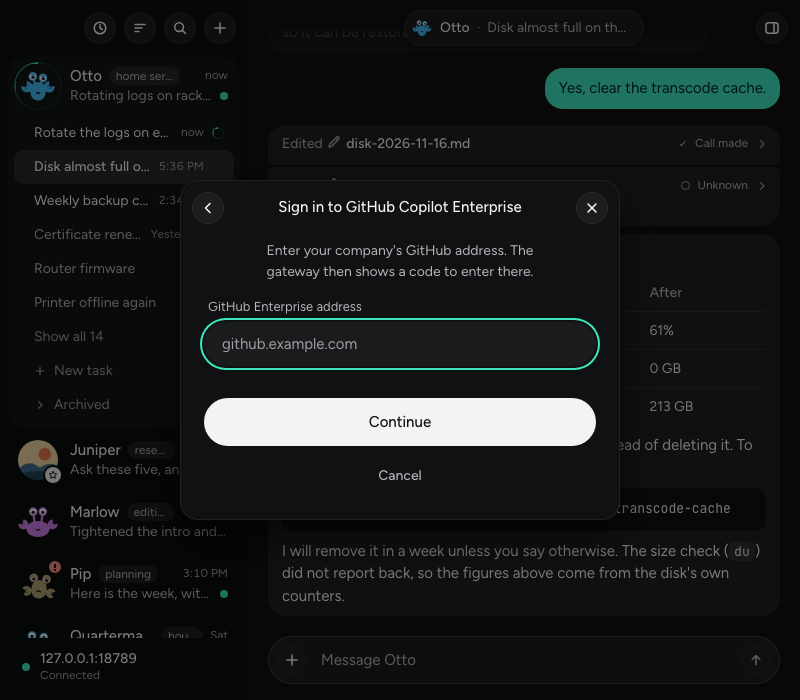 Otto home ser... now
Rotating logs on rack...
Rotate the logs on e... now
Disk almost full o... 5:36 PM
Weekly backup c... 2:34
Certificate rene... Yeste
Router firmware
Printer offline again
Show all 14
New task
Archived
Juniper rese...
Ask these five, an
Marlow editi...
Tightened the intro and...
Pip planning 3:10 PM
Here is the week, wit...
Quarterma hou... Sat
127.0.0.1:18789
Connected
so it can be restore
Otto · Disk almost full on th...
Yes, clear the transcode cache.
Edited disk-2026-11-16.md Call made
Unknown
Sign in to GitHub Copilot Enterprise
Enter your company's GitHub address. The
gateway then shows a code to enter there.
GitHub Enterprise address
github.example.com
Continue
Cancel
After
61%
0 GB
213 GB
ead of deleting it. To
transcode-cache
I will remove it in a week unless you say otherwise. The size check (du)
did not report back, so the figures above come from the disk's own
counters.
Message Otto